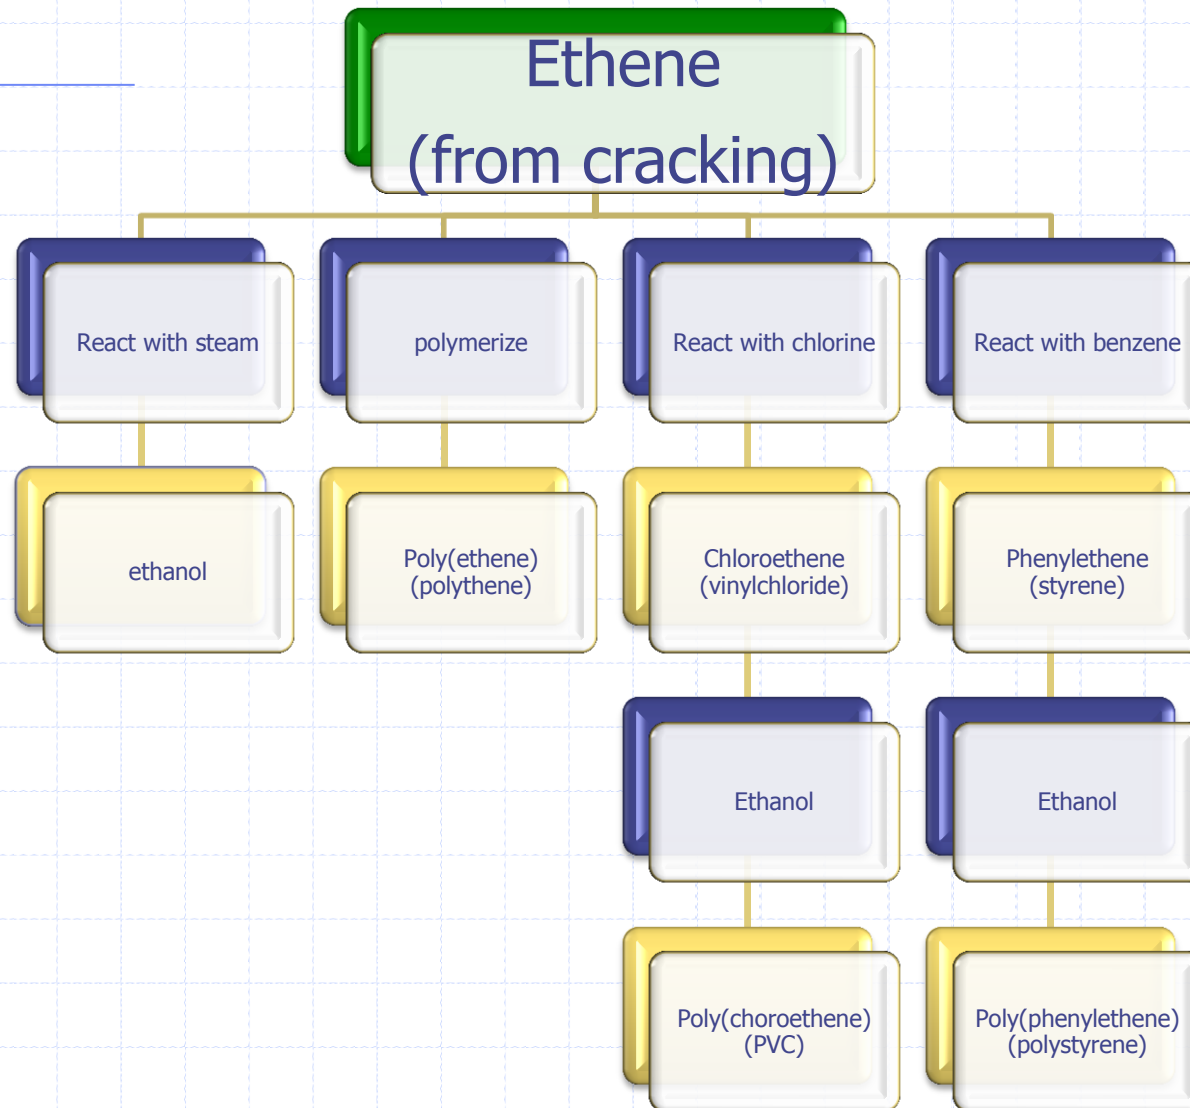 Ethene
(from cracking)
React with steam
polymerize
React with chlorine
React with benzene
ethanol
Poly(ethene)
(polythene)
Chloroethene
(vinylchloride)
Phenylethene
(styrene)
Ethanol
Ethanol
Poly(choroethene)
(PVC)
Poly(phenylethene)
(polystyrene)